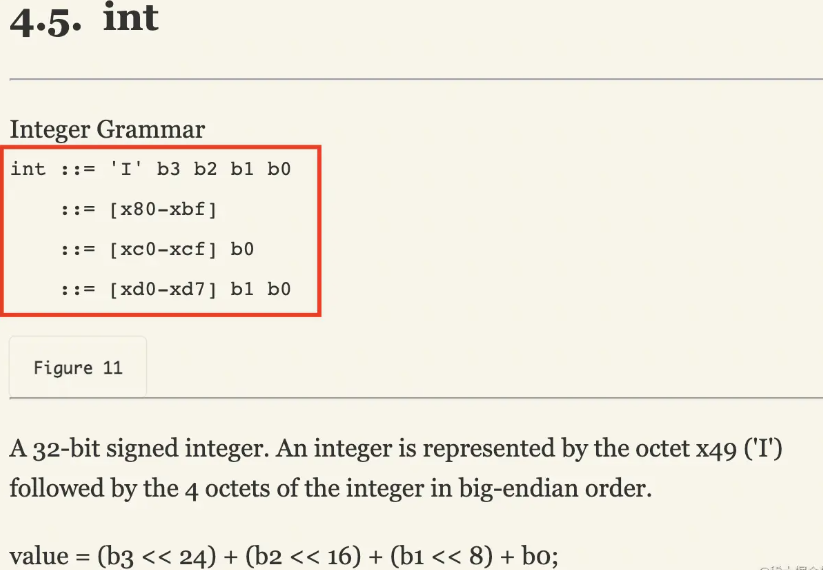 4.5. int
Integer Grammar
int ::= 'I' b3 b2 b1 b0
::= [x80-xbf]
::= [xc0-xcf] b0
::= [xd0-xd7] b1 b0
Figure 11
A 32-bit signed integer. An integer is represented by the octet x49 ('I')
followed by the 4 octets of the integer in big-endian order.
value = (b3 << 24) + (b2 << 16) + (b1 << 8) + b0;